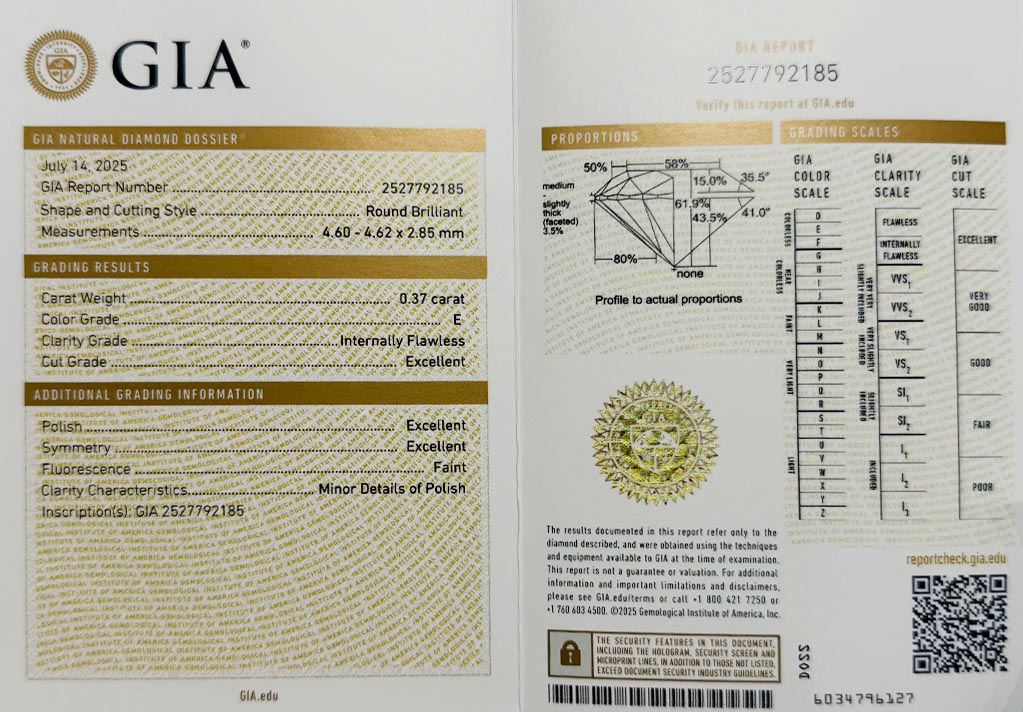 GIA®
GIA NATURAL DIAMOND DOSSIER®
July 14, 2025
GIA Report Number 2527792185
Shape and Cutting Style Round Brilliant
Measurements 4.60 - 4.62 x 2.85 mm
GRADING RESULTS
Carat Weight 0.37 carat
Color Grade E
Clarity Grade Internally Flawless
Cut Grade Excellent
ADDITIONAL GRADING INFORMATION
Polish Excellent
Symmetry Excellent
Fluorescence Faint
Clarity Characteristics Minor Details of Polish
Inscription(s): GIA 2527792185
GIA.edu
GIA REPORT
2527792185
Verify this report at GIA.edu
PROPORTIONS
50%
58%
medium
15.0%
35.5°
slightly
thick
(faceted)
3.5%
61.9%
43.5%
41.0°
80%
none
Profile to actual proportions
The results documented in this report refer only to the
diamond described, and were obtained using the techniques
and equipment available to GIA at the time of examination.
This report is not a guarantee or valuation. For additional
information and important limitations and disclaimers,
please see GIA.edu/terms or call +1 800 421 7250 or
+1 760 603 4500. ©2025 Gemological Institute of America, Inc.
THE SECURITY FEATURES IN THIS DOCUMENT,
INCLUDING THE HOLOGRAM, SECURITY SCREEN AND
MICROPRINT LINES, IN ADDITION TO THOSE NOT LISTED,
EXCEED DOCUMENT SECURITY INDUSTRY GUIDELINES.
GRADING SCALES
GIA
COLOR
SCALE
COLORLESS
D
E
F
NEAR
COLORLESS
G
H
I
J
FAINT
K
L
M
VERY LIGHT
N
O
P
Q
R
LIGHT
S
T
U
V
W
X
Y
Z
GIA
CLARITY
SCALE
FLAWLESS
INTERNALLY
FLAWLESS
VERY VERY
SLIGHTLY INCLUDED
VVS1
VVS2
VERY SLIGHTLY
INCLUDED
VS1
VS2
SLIGHTLY
INCLUDED
SI1
SI2
INCLUDED
I1
I2
I3
GIA
CUT
SCALE
EXCELLENT
VERY
GOOD
GOOD
FAIR
POOR
reportcheck.gia.edu
DOS2
6034796127